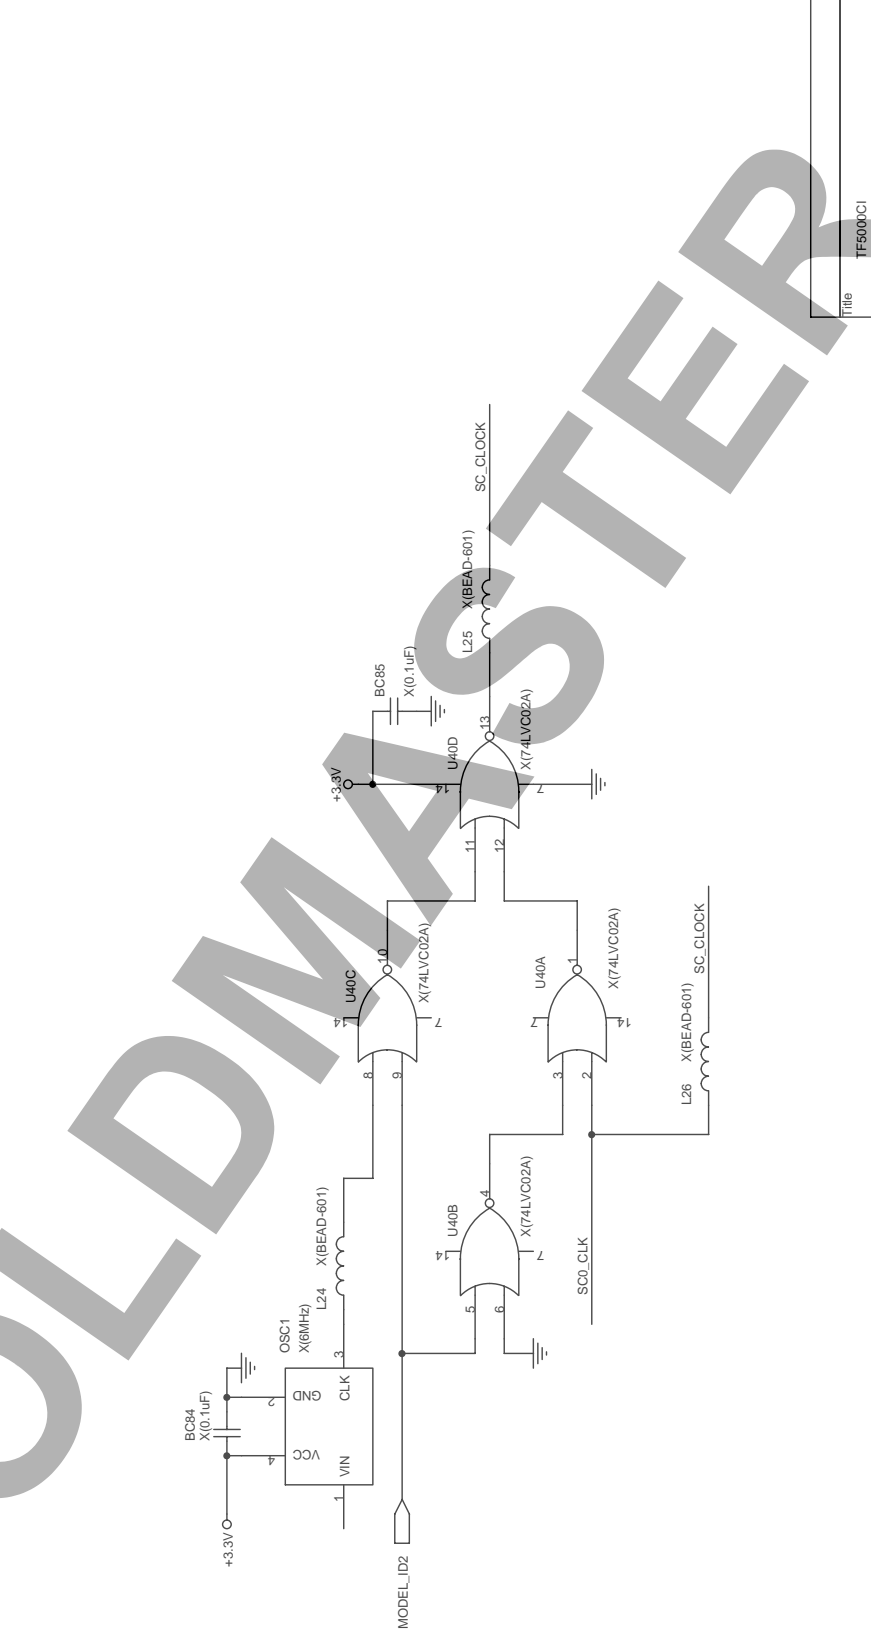 OLDMASTER
Title
TF5000CI
SC_CLOCK
X(BEAD-601)
L25
BC85
X(0.1uF)
+3.3V
U40D
X(74LVC02A)
13
14
7
11
12
U40C
X(74LVC02A)
10
14
7
8
9
U40A
X(74LVC02A)
1
7
14
3
2
SC_CLOCK
X(BEAD-601)
L26
U40B
X(74LVC02A)
4
14
7
5
6
SC0_CLK
X(BEAD-601)
L24
OSC1
X(6MHz)
3
2
4
1
GND
CLK
VCC
VIN
BC84
X(0.1uF)
+3.3V
MODEL_ID2